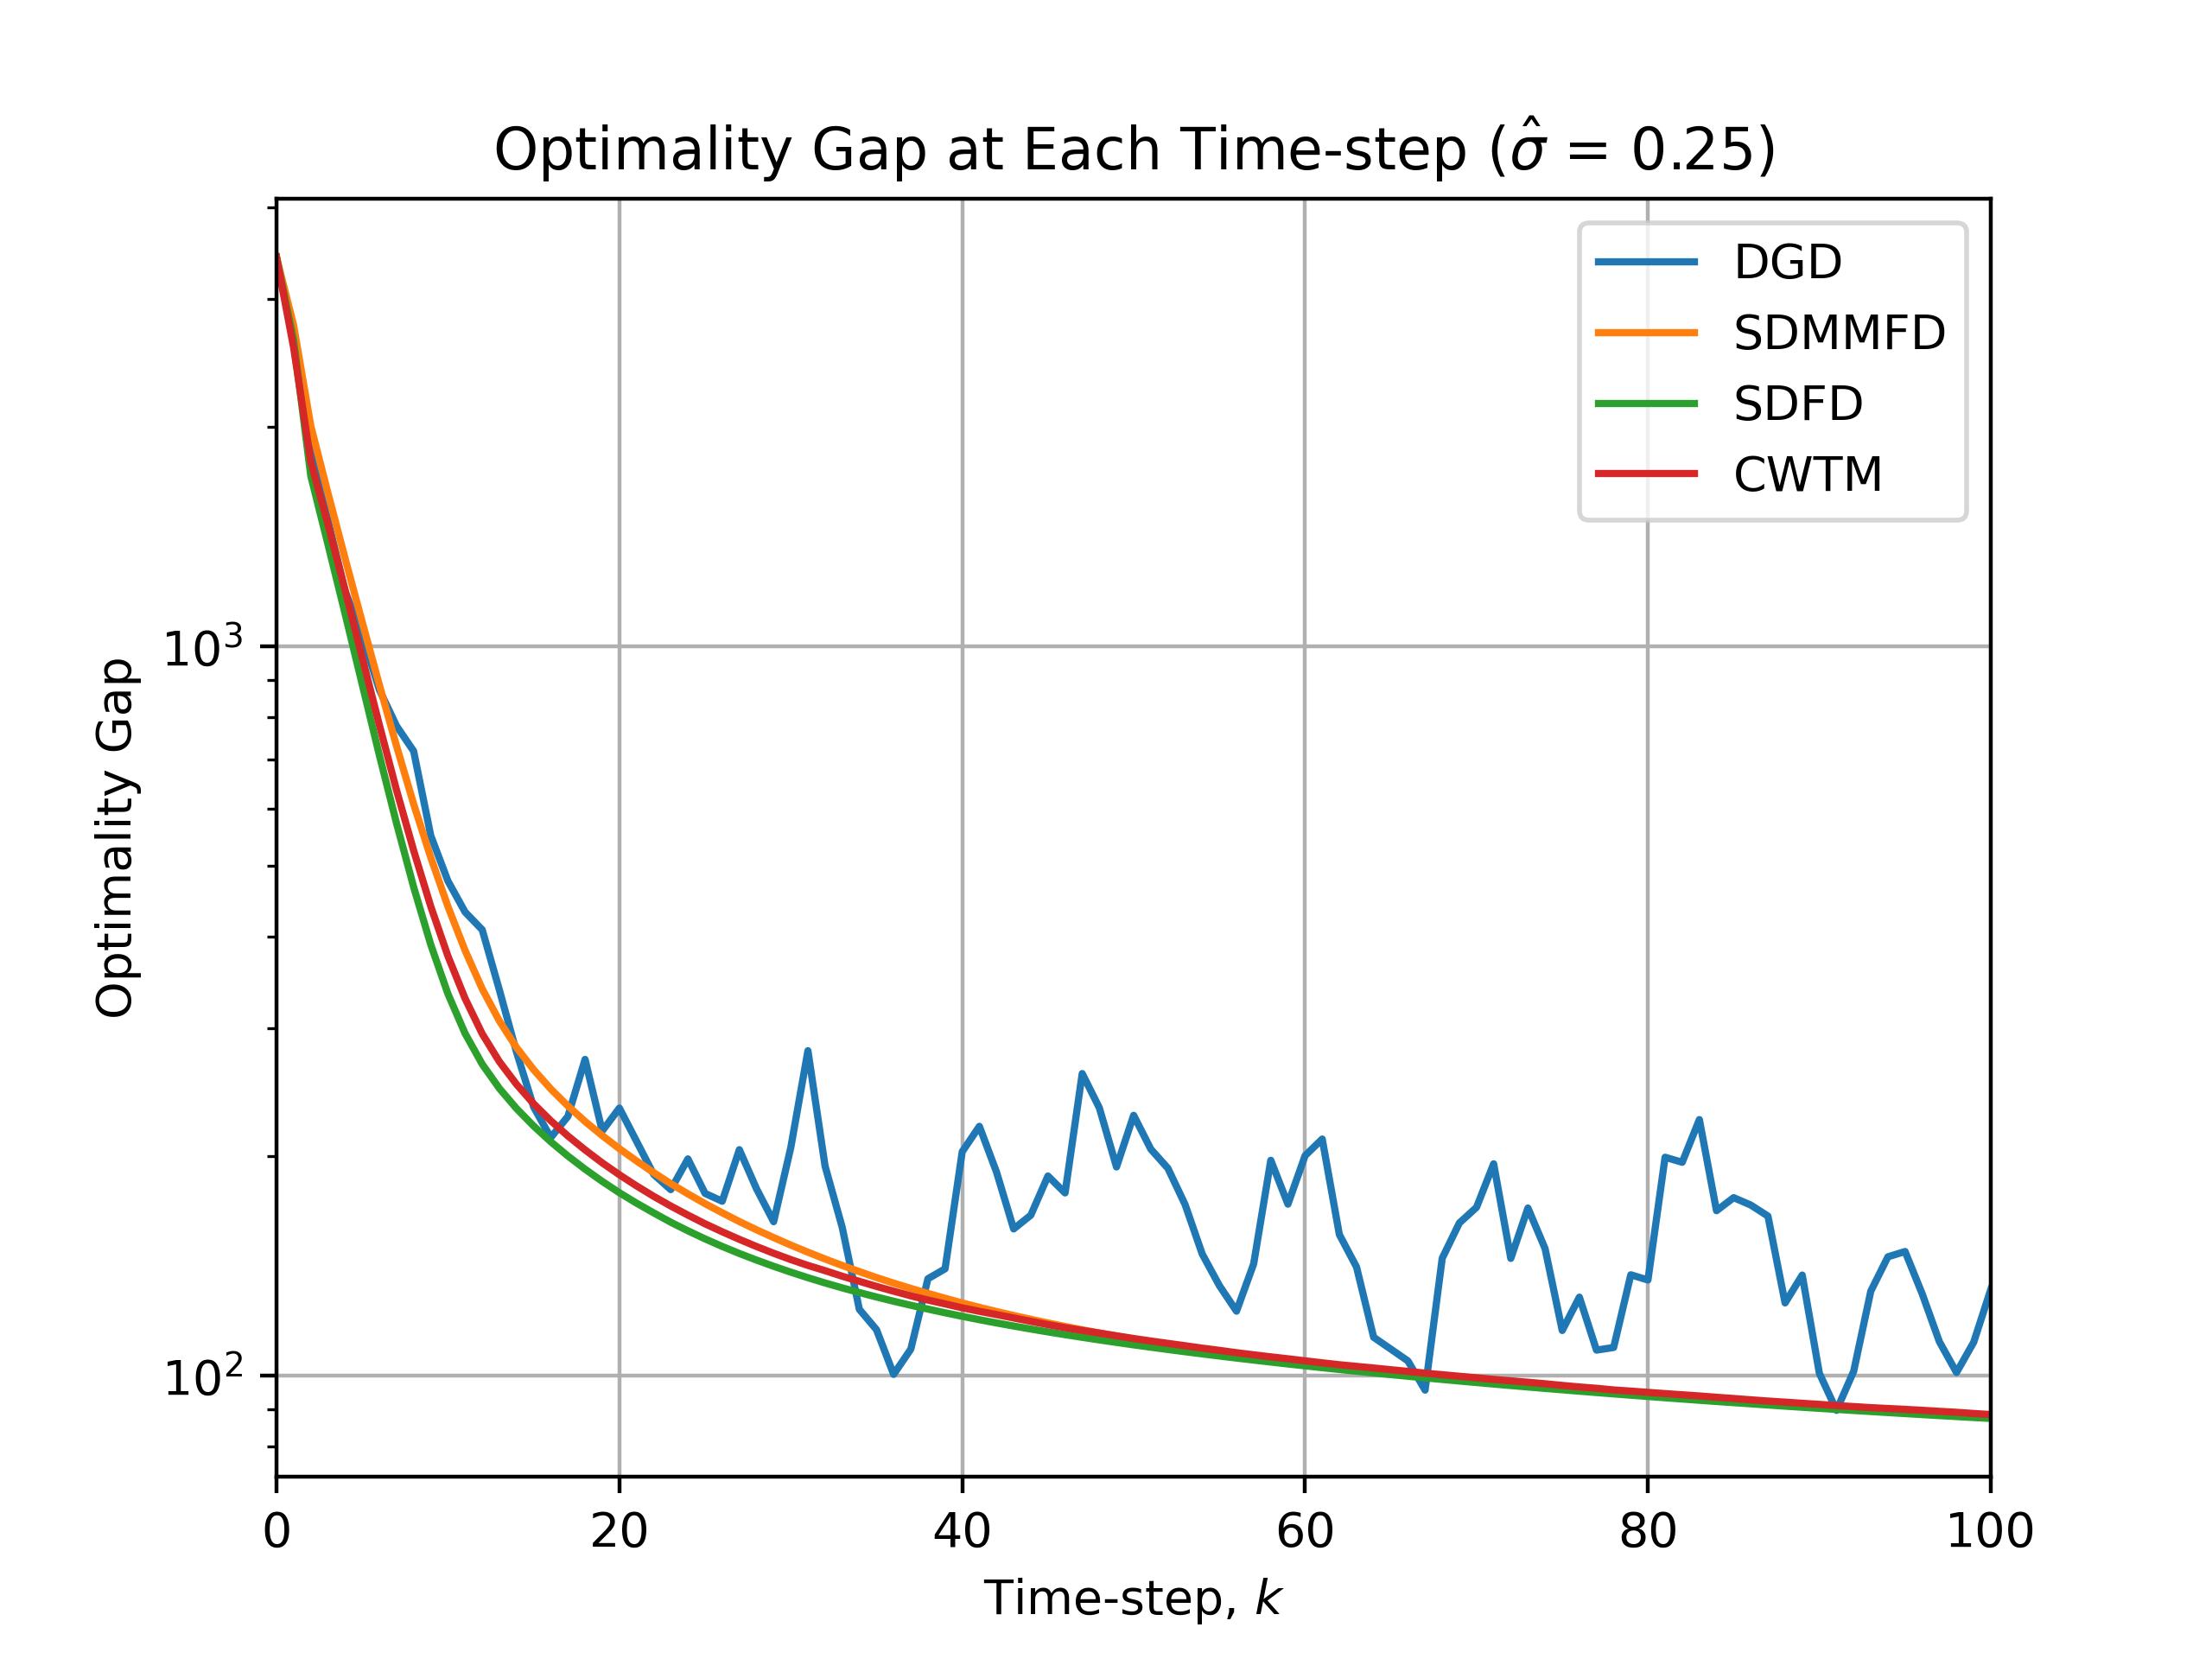 Optimality Gap at Each Time-step (σ̂ = 0.25)
DGD
SDMMFD
SDFD
CWTM
Optimality Gap
10³
10²
0 20 40 60 80 100
Time-step, k